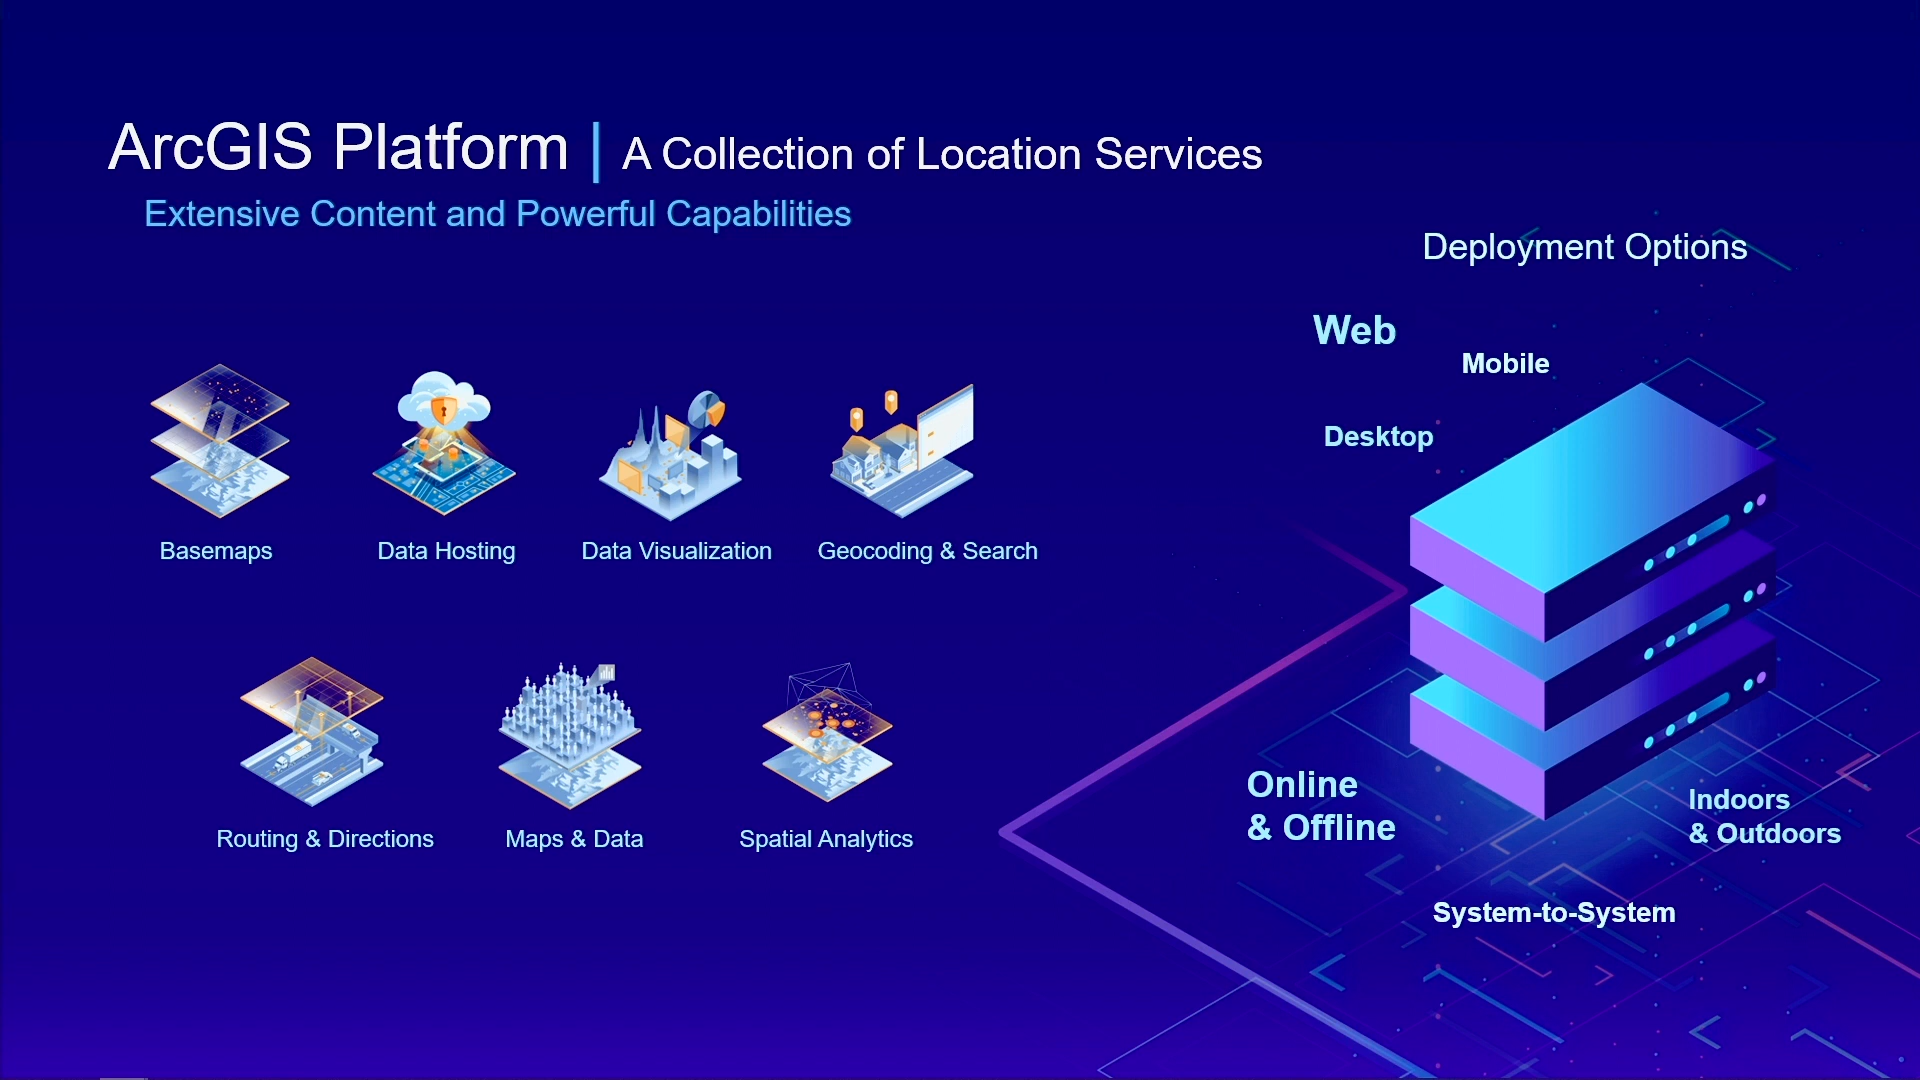 ArcGIS Platform | A Collection of Location Services
Extensive Content and Powerful Capabilities
Deployment Options
Web
Mobile
Desktop
Basemaps
Data Hosting
Data Visualization
Geocoding & Search
Routing & Directions
Maps & Data
Spatial Analytics
Online
& Offline
Indoors
& Outdoors
System-to-System